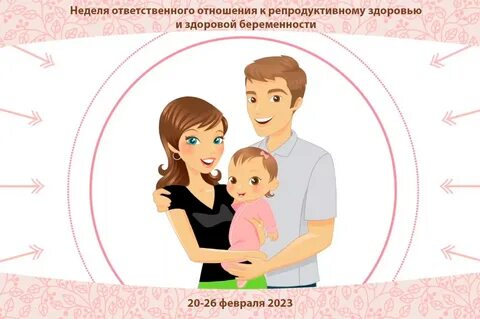 Неделя ответственного отношения к репродуктивному здоровью
и здоровой беременности
20-26 февраля 2023